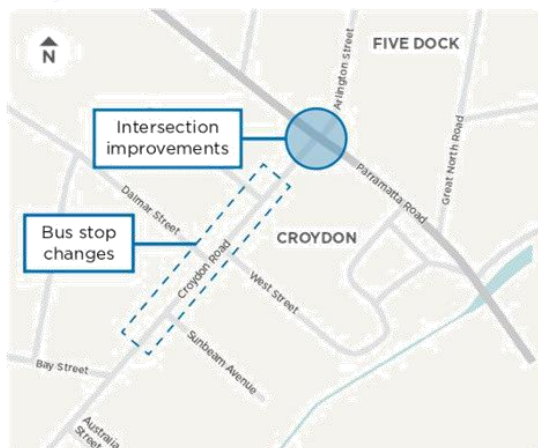 N
FIVE DOCK
Arlington Street
Intersection
improvements
Great North Road
Parramatta Road
Dalmar Street
Bus stop
changes
CROYDON
Croydon Road
West Street
Sunbeam Avenue
Bay Street
Australia
Street